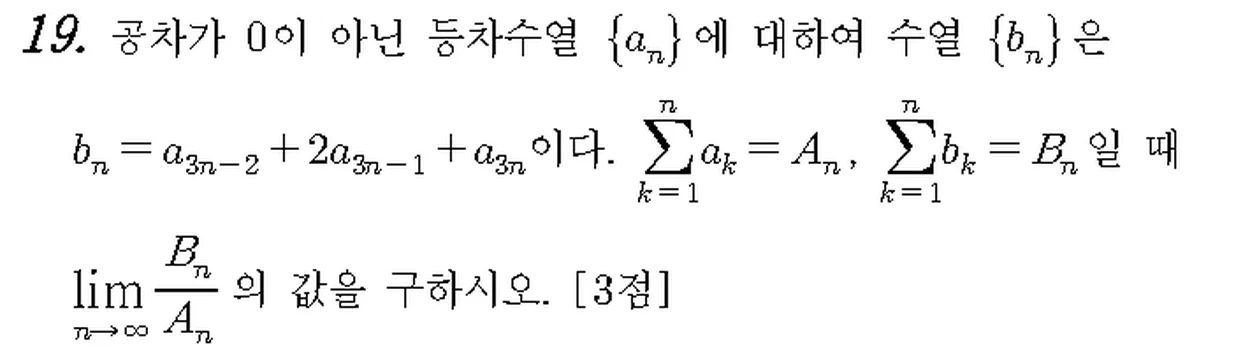 19. 공차가 0이 아닌 등차수열 {aₙ}에 대하여 수열 {bₙ}은
bₙ = a₃ₙ₋₂ + 2a₃ₙ₋₁ + a₃ₙ이다. ∑_{k=1}^{n} aₖ = Aₙ, ∑_{k=1}^{n} bₖ = Bₙ일 때
lim_{n→∞} Bₙ/Aₙ 의 값을 구하시오. [3점]